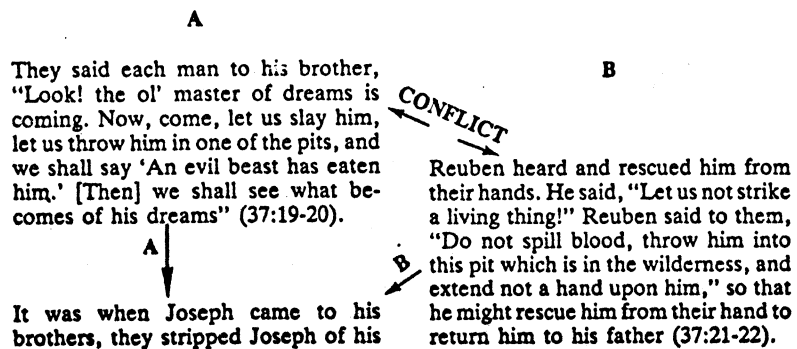 A
They said each man to his brother,
"Look! the ol' master of dreams is
coming. Now, come, let us slay him,
let us throw him in one of the pits, and
we shall say 'An evil beast has eaten
him.' [Then] we shall see what be-
comes of his dreams" (37:19-20).
CONFLICT
B
Reuben heard and rescued him from
their hands. He said, "Let us not strike
a living thing!" Reuben said to them,
"Do not spill blood, throw him into
this pit which is in the wilderness, and
extend not a hand upon him," so that
he might rescue him from their hand to
return him to his father (37:21-22).
A
B
It was when Joseph came to his
brothers, they stripped Joseph of his